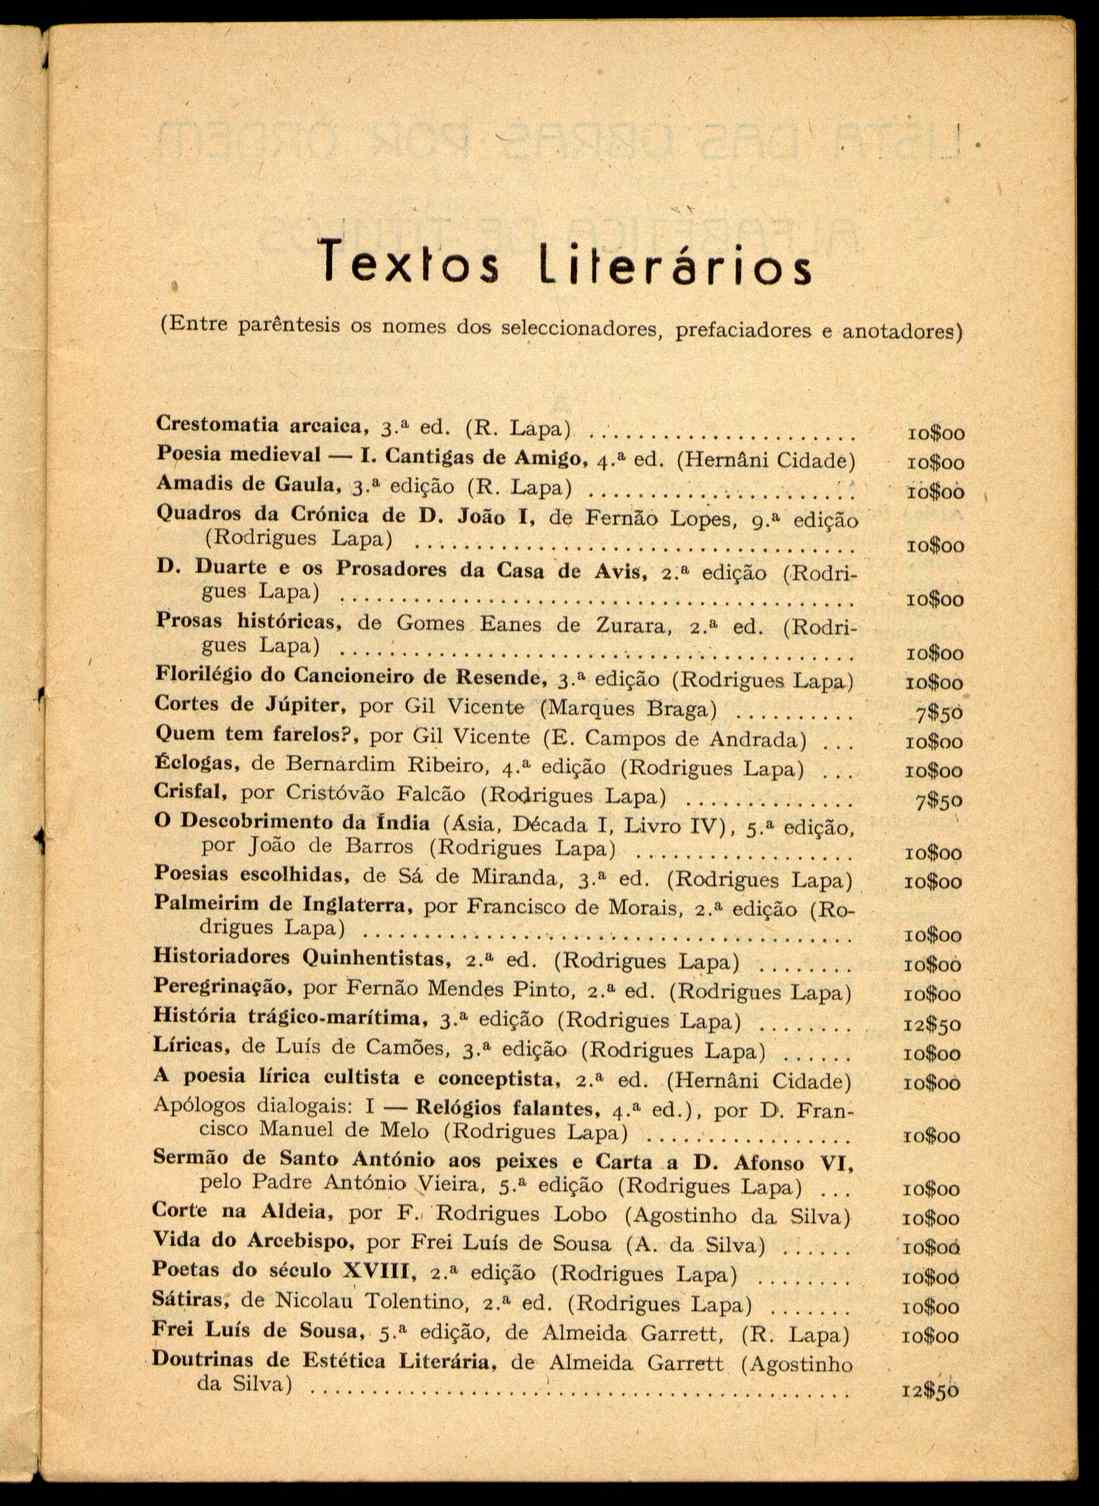 Textos Literários
(Entre parêntesis os nomes dos seleccionadores, prefaciadores e anotadores)
Crestomatia arcaica, 3.ª ed. (R. Lapa) ...................... 10$00
Poesia medieval — I. Cantigas de Amigo, 4.ª ed. (Hernâni Cidade) 10$00
Amadis de Gaula, 3.ª edição (R. Lapa) ...................... 10$00
Quadros da Crónica de D. João I, de Fernão Lopes, 9.ª edição
(Rodrigues Lapa) .................................... 10$00
D. Duarte e os Prosadores da Casa de Avis, 2.ª edição (Rodri-
gues Lapa) .......................................... 10$00
Prosas históricas, de Gomes Eanes de Zurara, 2.ª ed. (Rodri-
gues Lapa) .......................................... 10$00
Florilégio do Cancioneiro de Resende, 3.ª edição (Rodrigues Lapa) 10$00
Cortes de Júpiter, por Gil Vicente (Marques Braga) .......... 7$50
Quem tem farelos?, por Gil Vicente (E. Campos de Andrada) ... 10$00
Éclogas, de Bernardim Ribeiro, 4.ª edição (Rodrigues Lapa) ... 10$00
Crisfal, por Cristóvão Falcão (Rodrigues Lapa) .............. 7$50
O Descobrimento da Índia (Ásia, Década I, Livro IV), 5.ª edição,
por João de Barros (Rodrigues Lapa) .................. 10$00
Poesias escolhidas, de Sá de Miranda, 3.ª ed. (Rodrigues Lapa) 10$00
Palmeirim de Inglaterra, por Francisco de Morais, 2.ª edição (Ro-
drigues Lapa) ........................................ 10$00
Historiadores Quinhentistas, 2.ª ed. (Rodrigues Lapa) ........ 10$00
Peregrinação, por Fernão Mendes Pinto, 2.ª ed. (Rodrigues Lapa) 10$00
História trágico-marítima, 3.ª edição (Rodrigues Lapa) ........ 12$50
Líricas, de Luís de Camões, 3.ª edição (Rodrigues Lapa) ...... 10$00
A poesia lírica cultista e conceptista, 2.ª ed. (Hernâni Cidade) 10$00
Apólogos dialogais: I — Relógios falantes, 4.ª ed.), por D. Fran-
cisco Manuel de Melo (Rodrigues Lapa) ................. 10$00
Sermão de Santo António aos peixes e Carta a D. Afonso VI,
pelo Padre António Vieira, 5.ª edição (Rodrigues Lapa) ... 10$00
Corte na Aldeia, por F. Rodrigues Lobo (Agostinho da Silva) 10$00
Vida do Arcebispo, por Frei Luís de Sousa (A. da Silva) ...... 10$00
Poetas do século XVIII, 2.ª edição (Rodrigues Lapa) ........ 10$00
Sátiras, de Nicolau Tolentino, 2.ª ed. (Rodrigues Lapa) ....... 10$00
Frei Luís de Sousa, 5.ª edição, de Almeida Garrett, (R. Lapa) 10$00
Doutrinas de Estética Literária, de Almeida Garrett (Agostinho
da Silva) ............................................ 12$50